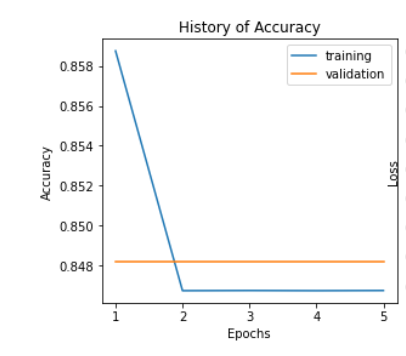 History of Accuracy
training
validation
Accuracy
0.858
0.856
0.854
0.852
0.850
0.848
Loss
1
2
3
4
5
Epochs